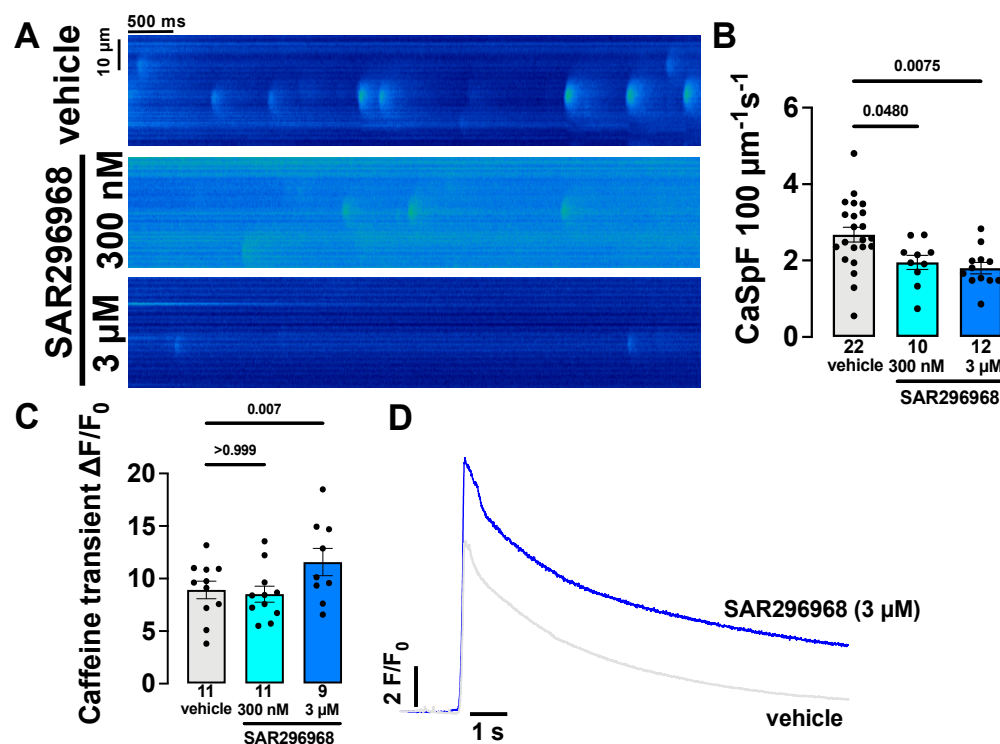 A
500 ms
10 µm
vehicle
SAR296968
300 nM
3 µM
B
0.0075
0.0480
CaSpF 100 µm⁻¹s⁻¹
6
4
2
0
22
10
12
vehicle
300 nM
3 µM
SAR296968
C
0.007
>0.999
Caffeine transient ΔF/F₀
20
15
10
5
0
11
11
9
vehicle
300 nM
3 µM
SAR296968
D
SAR296968 (3 µM)
2 F/F₀
1 s
vehicle